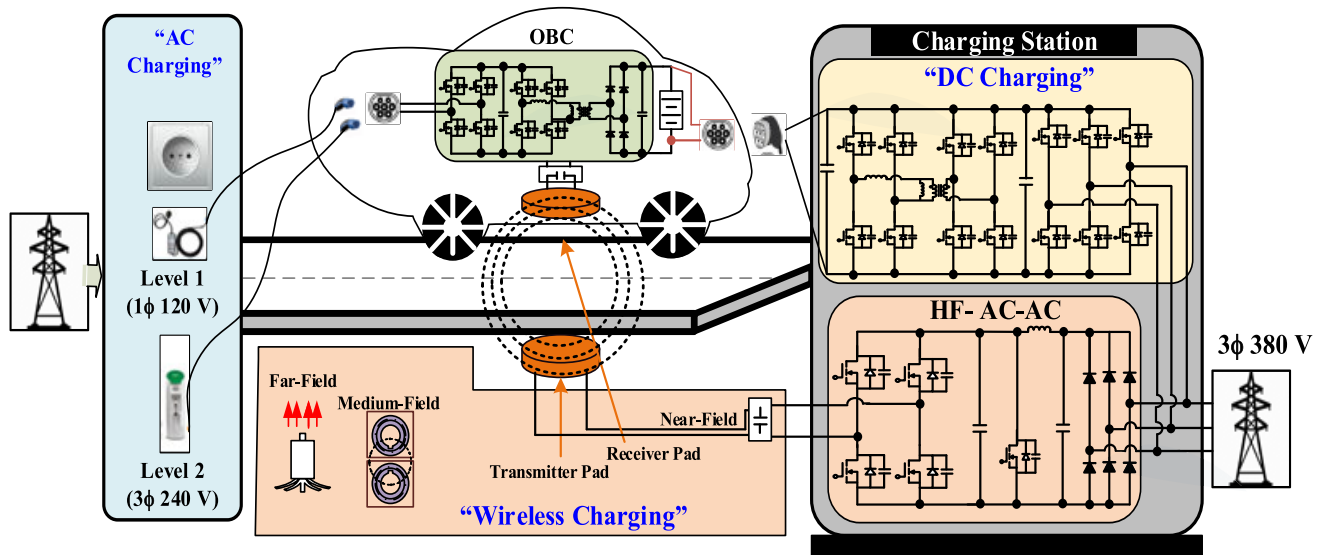 “AC
Charging”
Level 1
(1ϕ 120 V)
Level 2
(3ϕ 240 V)
OBC
Charging Station
“DC Charging”
HF- AC-AC
3ϕ 380 V
Far-Field
Medium-Field
Near-Field
Transmitter Pad
Receiver Pad
“Wireless Charging”